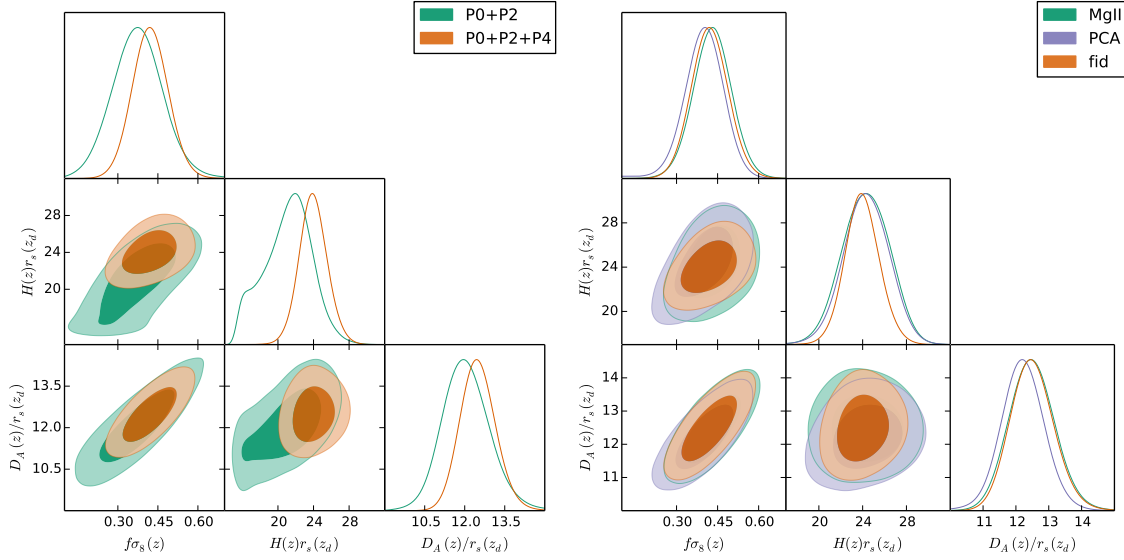 P0+P2
P0+P2+P4
28
24
20
H(z)r_s(z_d)
13.5
12.0
10.5
D_A(z)/r_s(z_d)
0.30 0.45 0.60
fσ_8(z)
20 24 28
H(z)r_s(z_d)
10.5 12.0 13.5
D_A(z)/r_s(z_d)
MgII
PCA
fid
28
24
20
H(z)r_s(z_d)
14
13
12
11
D_A(z)/r_s(z_d)
0.30 0.45 0.60
fσ_8(z)
20 24 28
H(z)r_s(z_d)
11 12 13 14
D_A(z)/r_s(z_d)